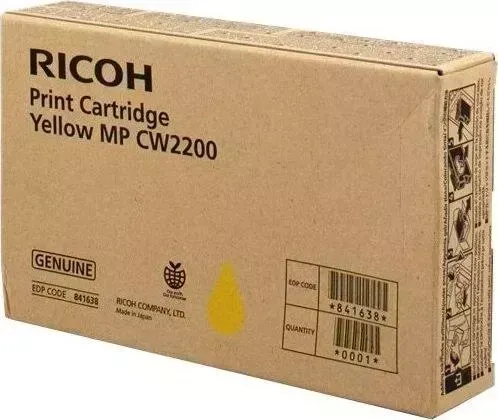 RICOH
Print Cartridge
Yellow MP CW2200
GENUINE
EDP CODE 841638
RICOH COMPANY, LTD.
Made in Japan
EDP CODE
*841638*
QUANTITY
*0001*